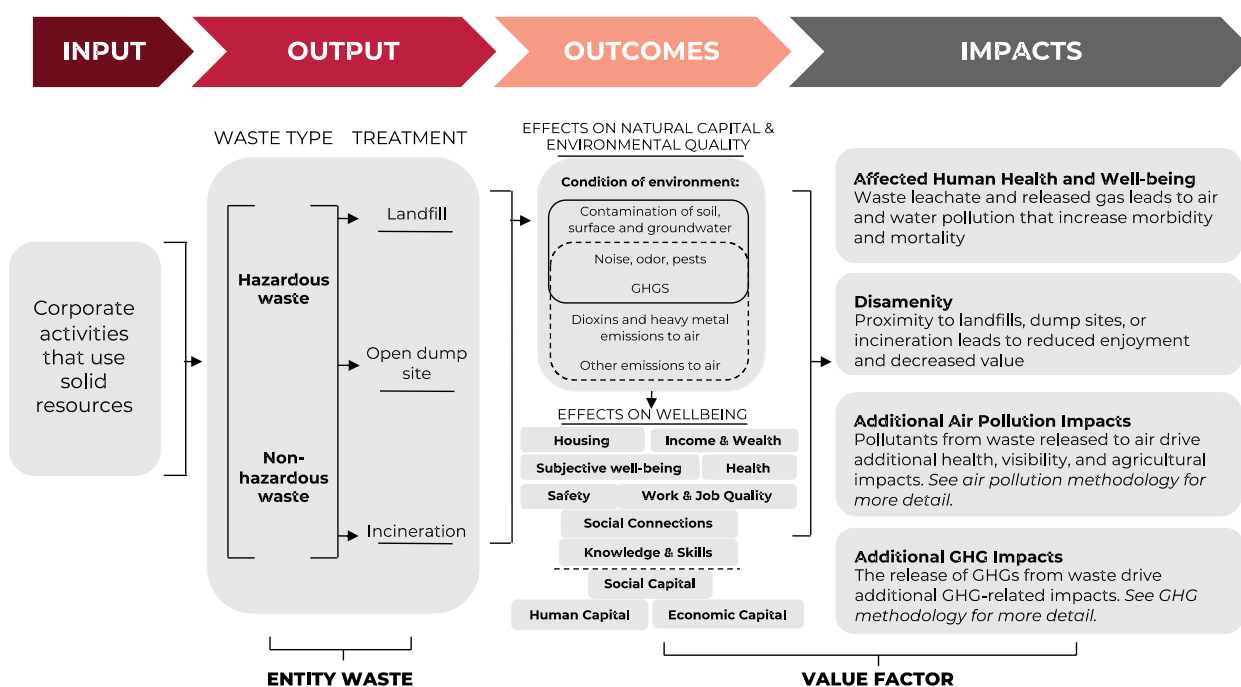 INPUT
OUTPUT
OUTCOMES
IMPACTS
WASTE TYPE
TREATMENT
EFFECTS ON NATURAL CAPITAL &
ENVIRONMENTAL QUALITY
Corporate
activities
that use
solid
resources
Hazardous
waste
Non-
hazardous
waste
Landfill
Open dump
site
Incineration
Condition of environment:
Contamination of soil,
surface and groundwater
Noise, odor, pests
GHGS
Dioxins and heavy metal
emissions to air
Other emissions to air
EFFECTS ON WELLBEING
Housing
Income & Wealth
Subjective well-being
Health
Safety
Work & Job Quality
Social Connections
Knowledge & Skills
Social Capital
Human Capital
Economic Capital
Affected Human Health and Well-being
Waste leachate and released gas leads to air
and water pollution that increase morbidity
and mortality
Disamenity
Proximity to landfills, dump sites, or
incineration leads to reduced enjoyment
and decreased value
Additional Air Pollution Impacts
Pollutants from waste released to air drive
additional health, visibility, and agricultural
impacts. See air pollution methodology for
more detail.
Additional GHG Impacts
The release of GHGs from waste drive
additional GHG-related impacts. See GHG
methodology for more detail.
ENTITY WASTE
VALUE FACTOR